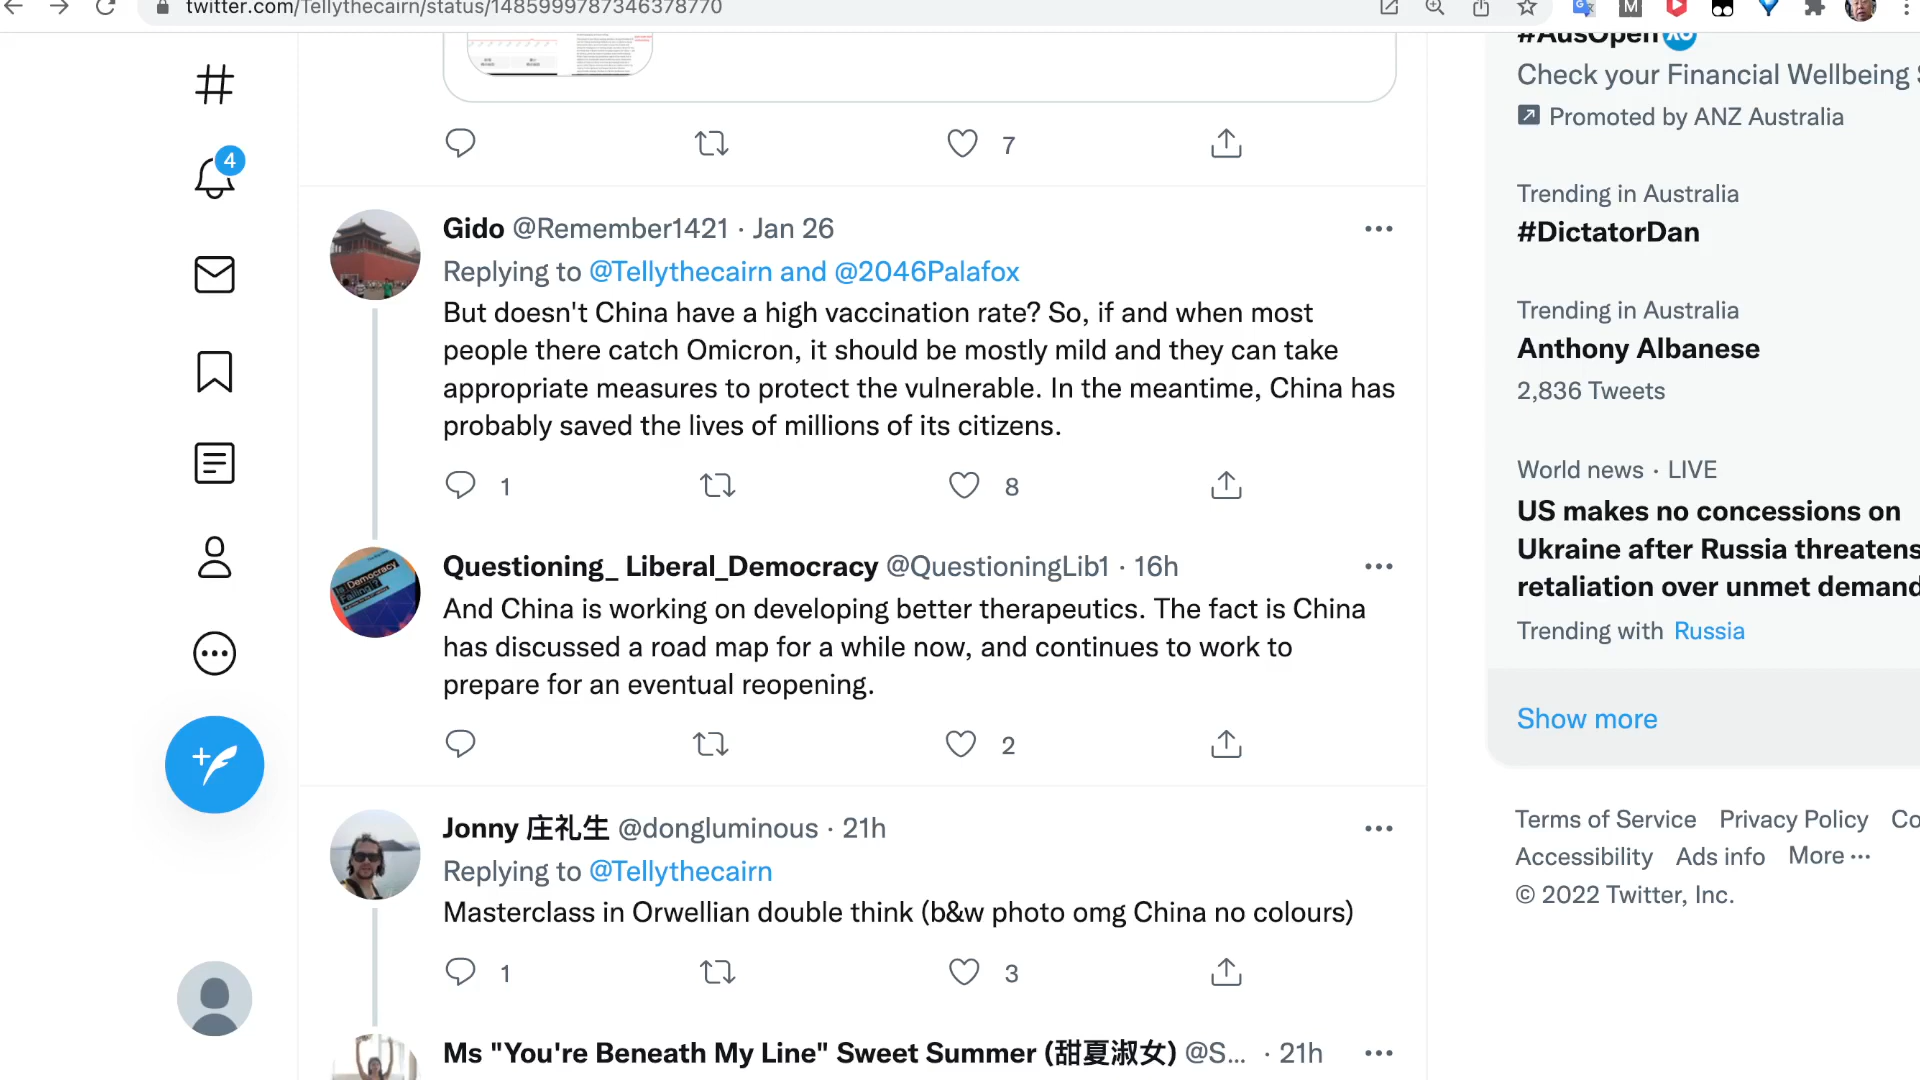 twitter.com/Tellythecairn/status/1485999787346378770
4
7
Gido @Remember1421 · Jan 26
Replying to @Tellythecairn and @2046Palafox
But doesn't China have a high vaccination rate? So, if and when most
people there catch Omicron, it should be mostly mild and they can take
appropriate measures to protect the vulnerable. In the meantime, China has
probably saved the lives of millions of its citizens.
1
8
Is Democracy
Failing?
Questioning_ Liberal_Democracy @QuestioningLib1 · 16h
And China is working on developing better therapeutics. The fact is China
has discussed a road map for a while now, and continues to work to
prepare for an eventual reopening.
2
Jonny 庄礼生 @dongluminous · 21h
Replying to @Tellythecairn
Masterclass in Orwellian double think (b&w photo omg China no colours)
1
3
Ms "You're Beneath My Line" Sweet Summer (甜夏淑女) @S... · 21h
#AusOpen AO
Check your Financial Wellbeing S
Promoted by ANZ Australia
Trending in Australia
#DictatorDan
Trending in Australia
Anthony Albanese
2,836 Tweets
World news · LIVE
US makes no concessions on
Ukraine after Russia threatens
retaliation over unmet demand
Trending with Russia
Show more
Terms of Service Privacy Policy Co
Accessibility Ads info More ···
© 2022 Twitter, Inc.